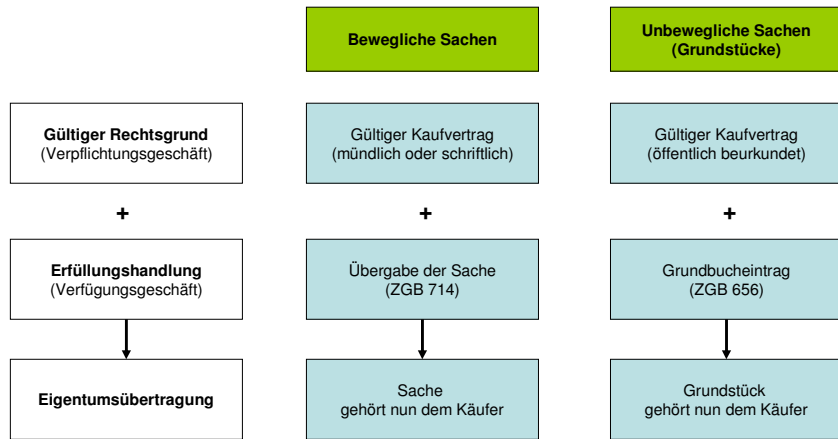 Bewegliche Sachen
Unbewegliche Sachen
(Grundstücke)
Gültiger Rechtsgrund
(Verpflichtungsgeschäft)
Gültiger Kaufvertrag
(mündlich oder schriftlich)
Gültiger Kaufvertrag
(öffentlich beurkundet)
+
+
+
Erfüllungshandlung
(Verfügungsgeschäft)
Übergabe der Sache
(ZGB 714)
Grundbucheintrag
(ZGB 656)
Eigentumsübertragung
Sache
gehört nun dem Käufer
Grundstück
gehört nun dem Käufer